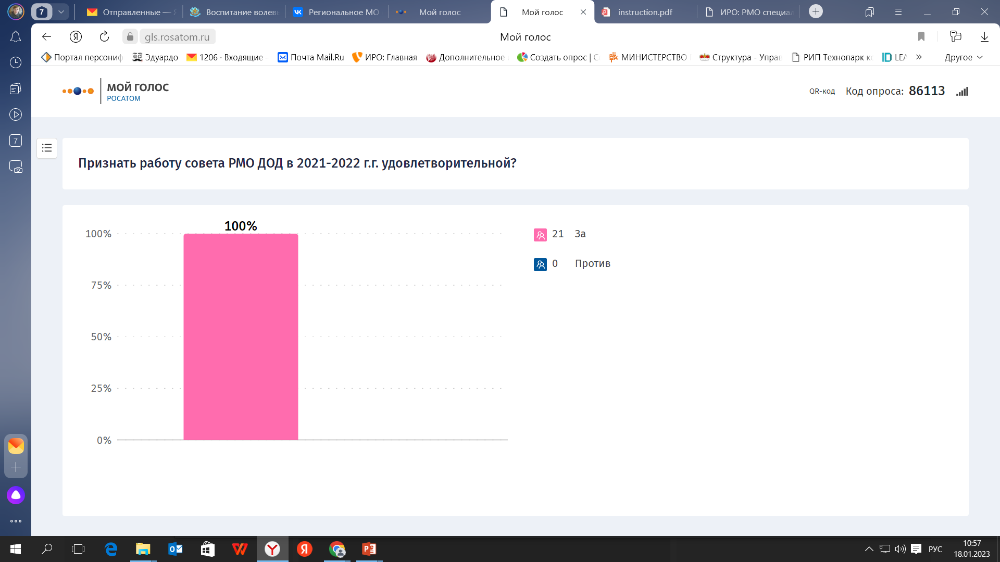 7
Отправленные —
Воспитание волев
Региональное МО
Мой голос
Мой голос
instruction.pdf
ИРО: РМО специал
gls.rosatom.ru
Мой голос
Портал персониф
Эдуардо
1206 · Входящие -
Почта Mail.Ru
ИРО: Главная
Дополнительное
Создать опрос | С
МИНИСТЕРСТВО
Структура - Управ
РИП Технопарк кс
LEA
Другое
МОЙ ГОЛОС
РОСАТОМ
QR-код
Код опроса: 86113
7
Признать работу совета РМО ДОД в 2021-2022 г.г. удовлетворительной?
100%
100%
75%
50%
25%
0%
21 За
0 Против
РУС
10:57
18.01.2023